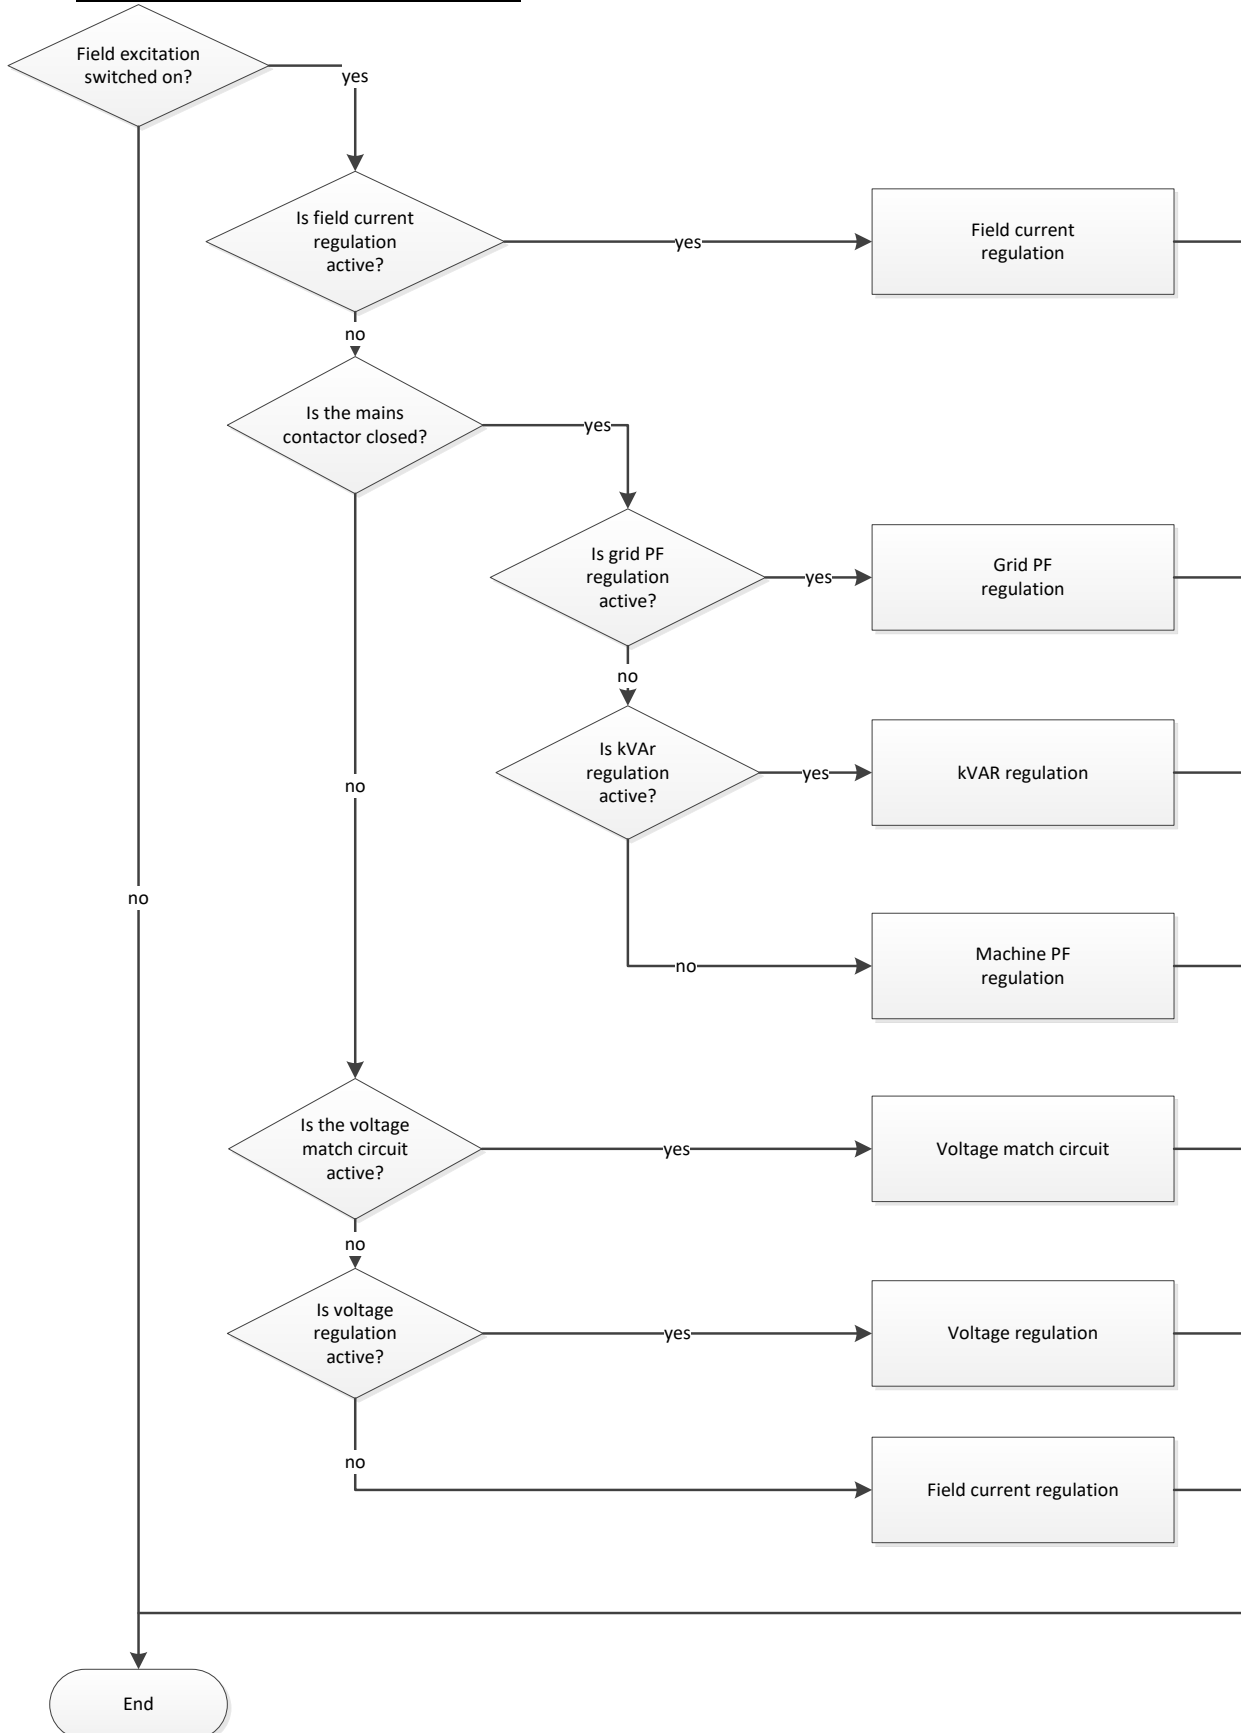 Field excitation
switched on?
yes
Is field current
regulation
active?
yes
Field current
regulation
no
Is the mains
contactor closed?
yes
Is grid PF
regulation
active?
yes
Grid PF
regulation
no
Is kVAr
regulation
active?
yes
kVAR regulation
no
no
no
Machine PF
regulation
Is the voltage
match circuit
active?
yes
Voltage match circuit
no
Is voltage
regulation
active?
yes
Voltage regulation
no
Field current regulation
End